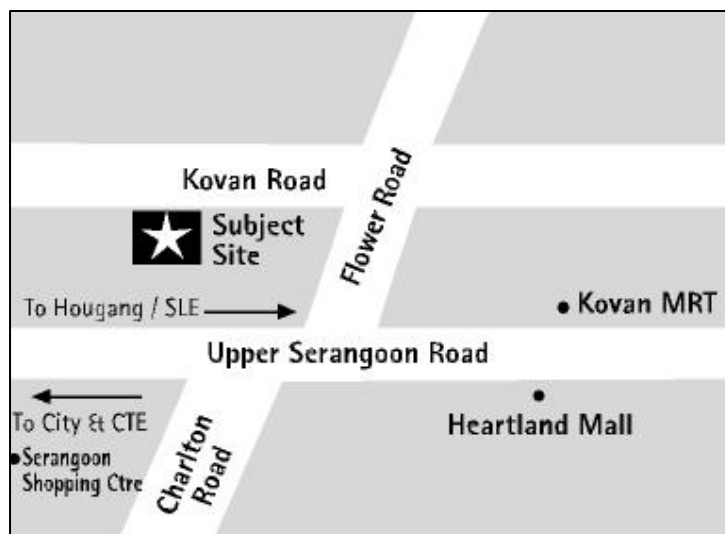 Kovan Road
Flower Road
Subject
Site
To Hougang / SLE
Kovan MRT
Upper Serangoon Road
To City & CTE
Heartland Mall
Serangoon
Shopping Ctre
Charlton
Road